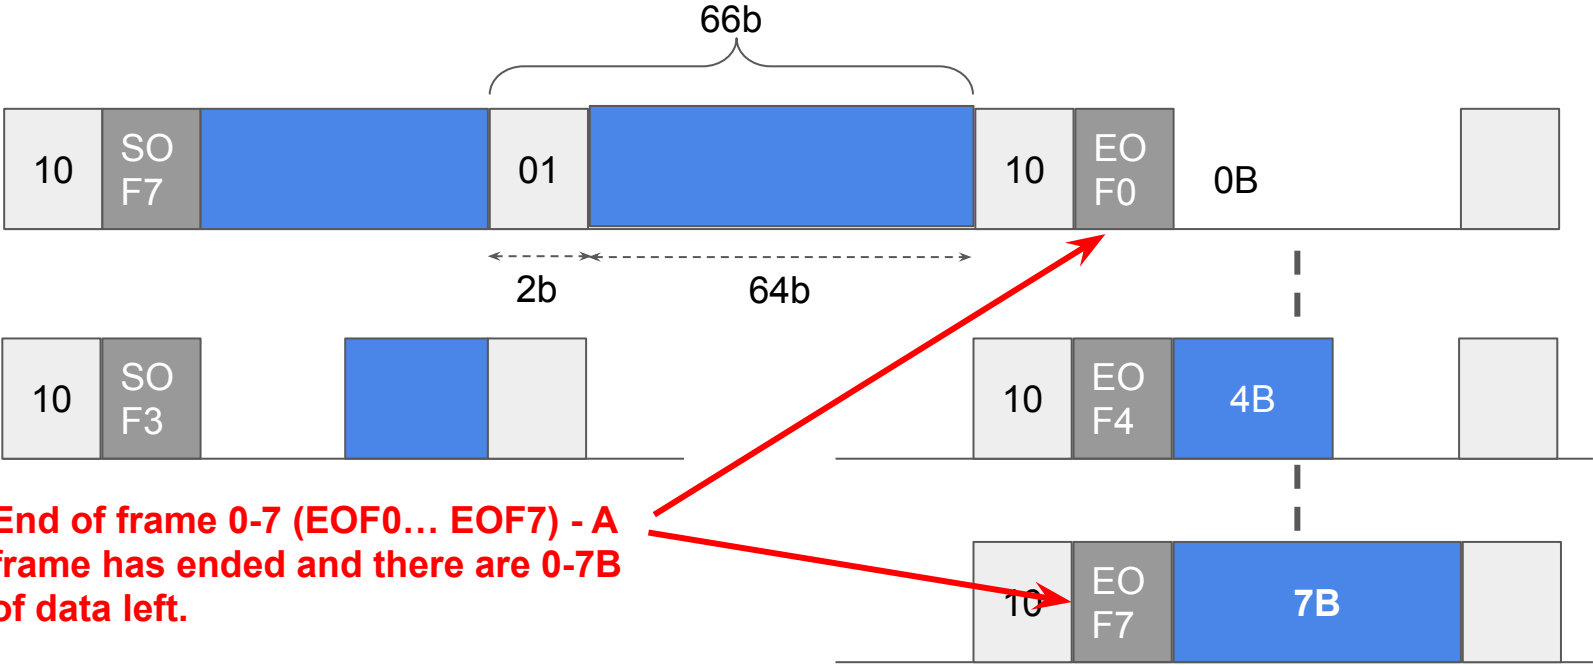 66b
10
SO
F7
01
10
EO
F0
0B
2b
64b
10
SO
F3
10
EO
F4
4B
End of frame 0-7 (EOF0... EOF7) - A
frame has ended and there are 0-7B
of data left.
10
EO
F7
7B